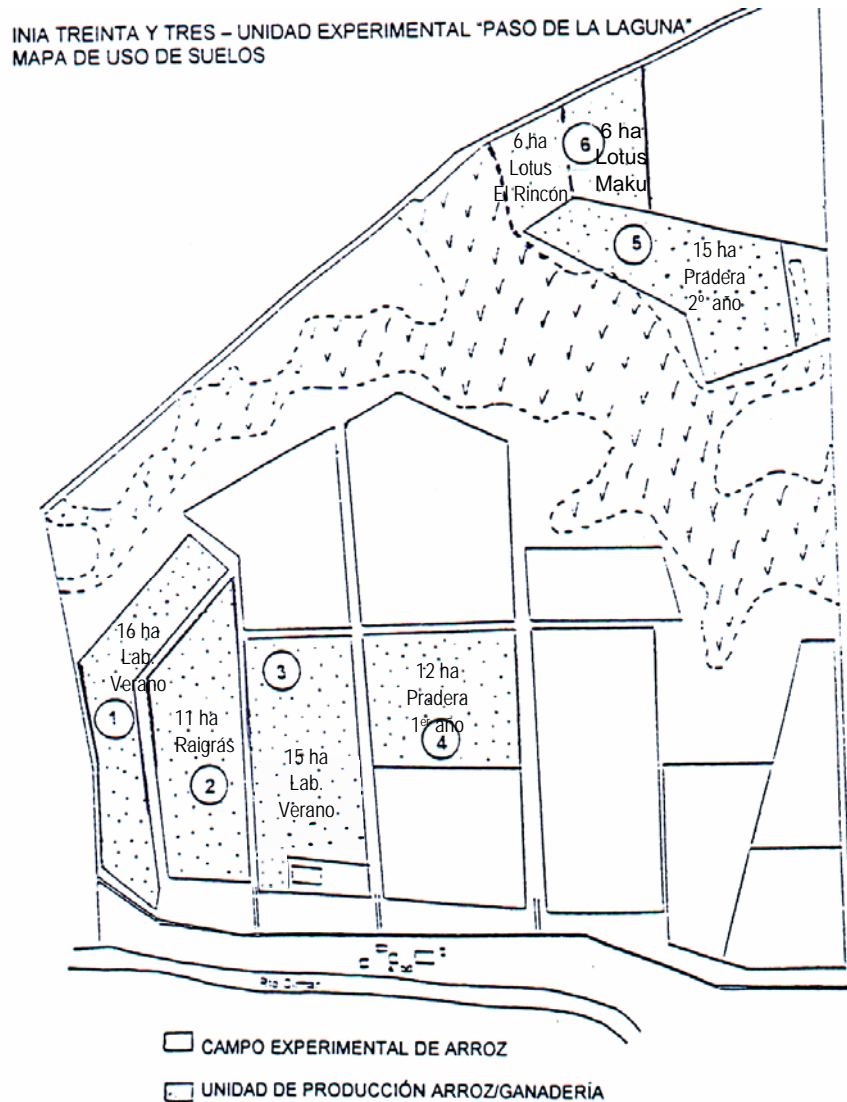 INIA TREINTA Y TRES – UNIDAD EXPERIMENTAL "PASO DE LA LAGUNA"
MAPA DE USO DE SUELOS
6 ha
Lotus
El Rincón
6
6 ha
Lotus
Maku
5
15 ha
Pradera
2º año
16 ha
Lab.
Verano
1
11 ha
Raigrás
2
3
15 ha
Lab.
Verano
12 ha
Pradera
1er año
4
CAMPO EXPERIMENTAL DE ARROZ
UNIDAD DE PRODUCCIÓN ARROZ/GANADERÍA